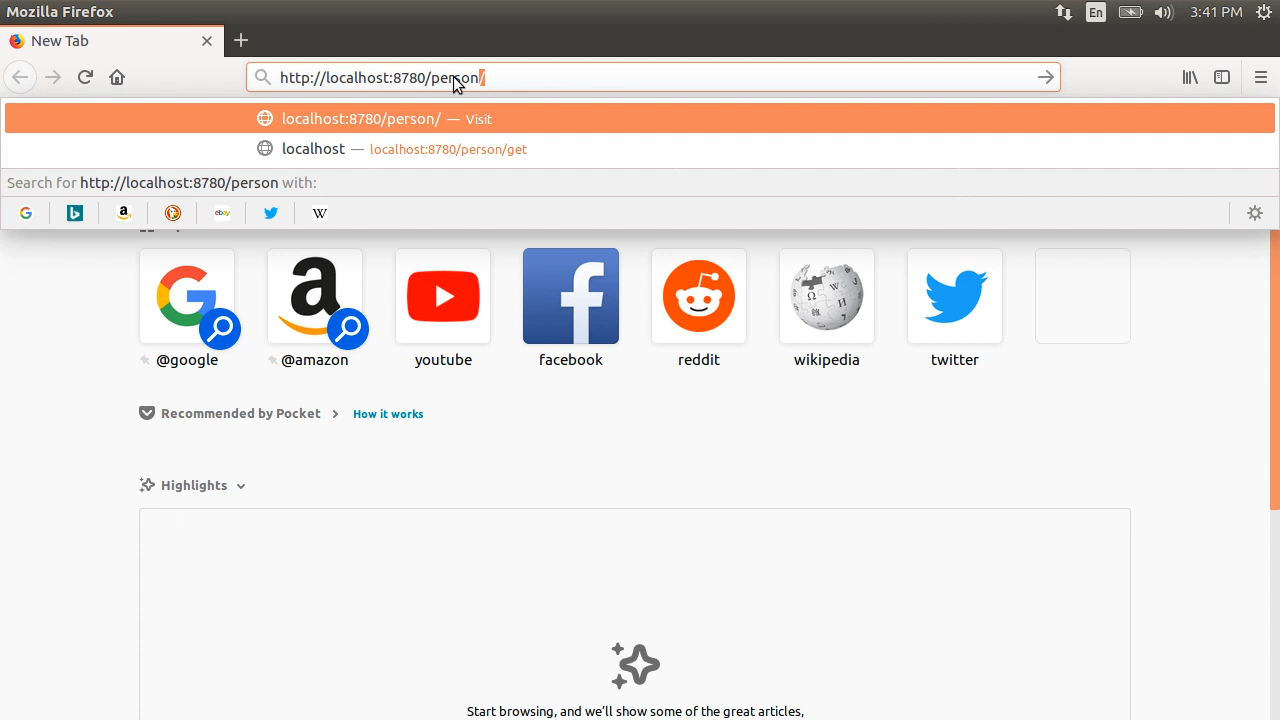 Mozilla Firefox
En
3:41 PM
New Tab
http://localhost:8780/person/
localhost:8780/person/ — Visit
localhost — localhost:8780/person/get
Search for http://localhost:8780/person with:
b a ebay W
@google @amazon youtube facebook reddit wikipedia twitter
Recommended by Pocket > How it works
Highlights
Start browsing, and we'll show some of the great articles,